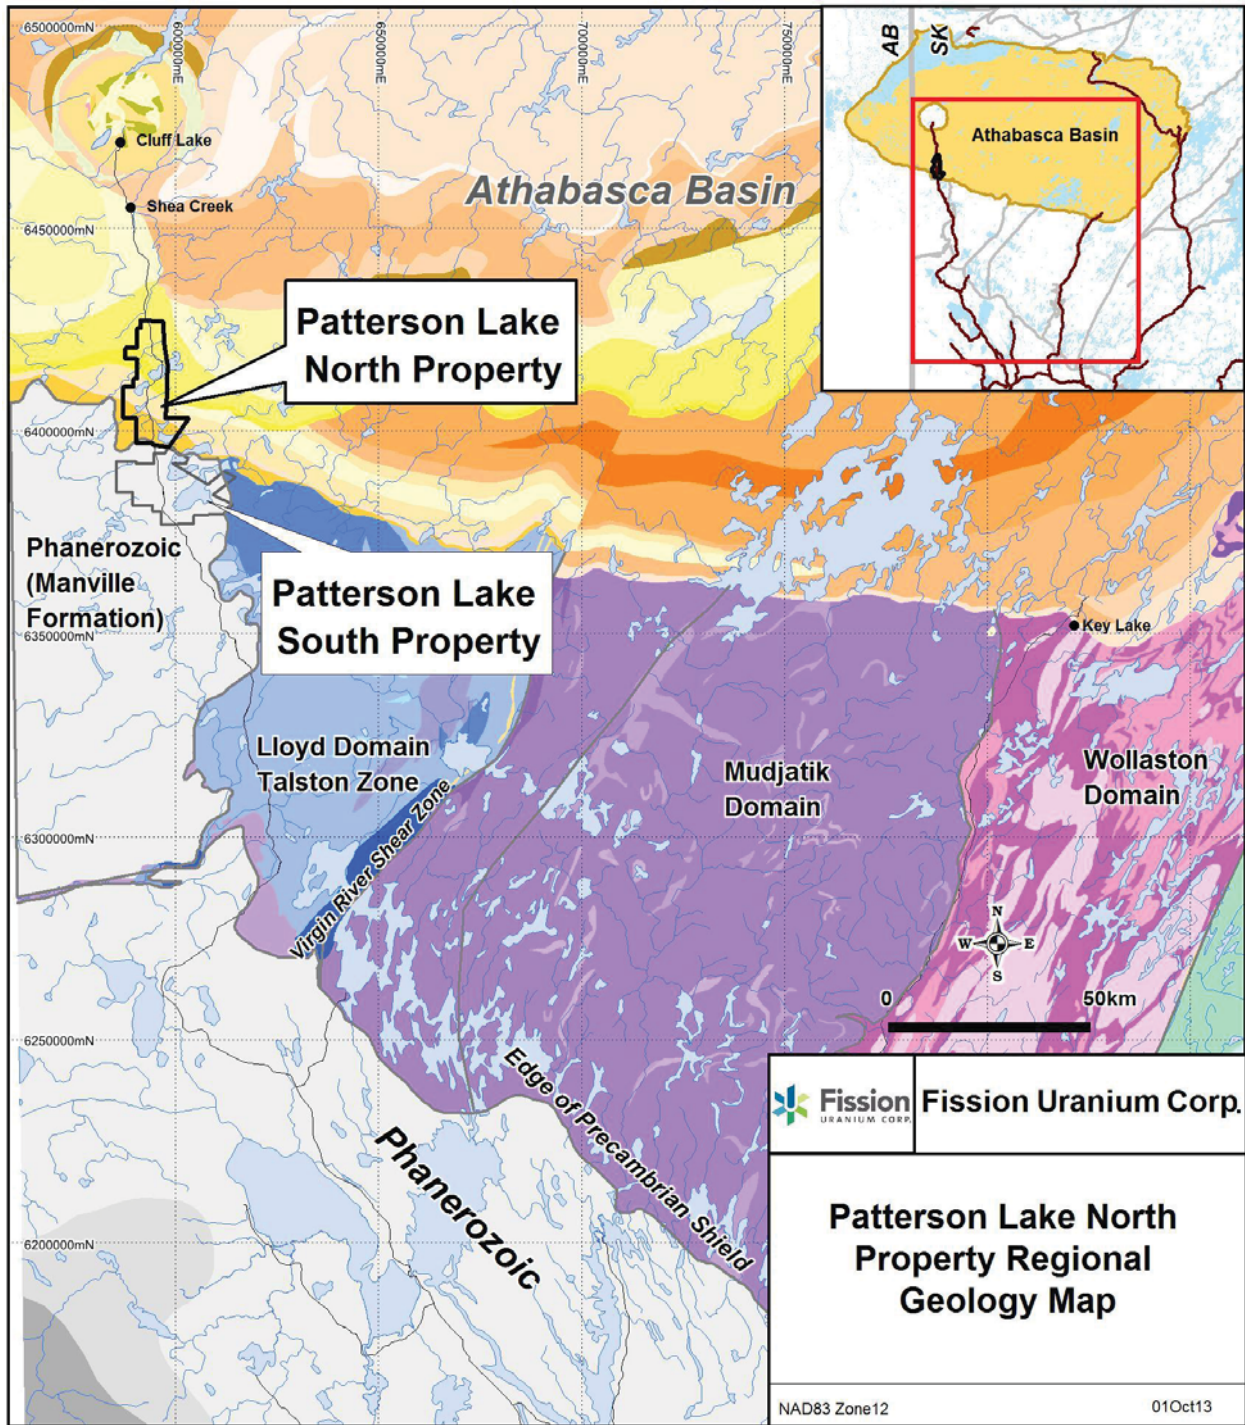 6500000mN
600000mE
650000mE
700000mE
750000mE
AB
SK
Athabasca Basin
Cluff Lake
Shea Creek
Athabasca Basin
6450000mN
Patterson Lake
North Property
6400000mN
Phanerozoic
(Manville
Formation)
Patterson Lake
South Property
6350000mN
Key Lake
Lloyd Domain
Talston Zone
Mudjatik
Domain
Wollaston
Domain
6300000mN
Virgin River Shear Zone
N
W
E
S
0
50km
6250000mN
Edge of Precambrian Shield
Phanerozoic
6200000mN
Fission
URANIUM CORP.
Fission Uranium Corp.
Patterson Lake North
Property Regional
Geology Map
NAD83 Zone12
01Oct13